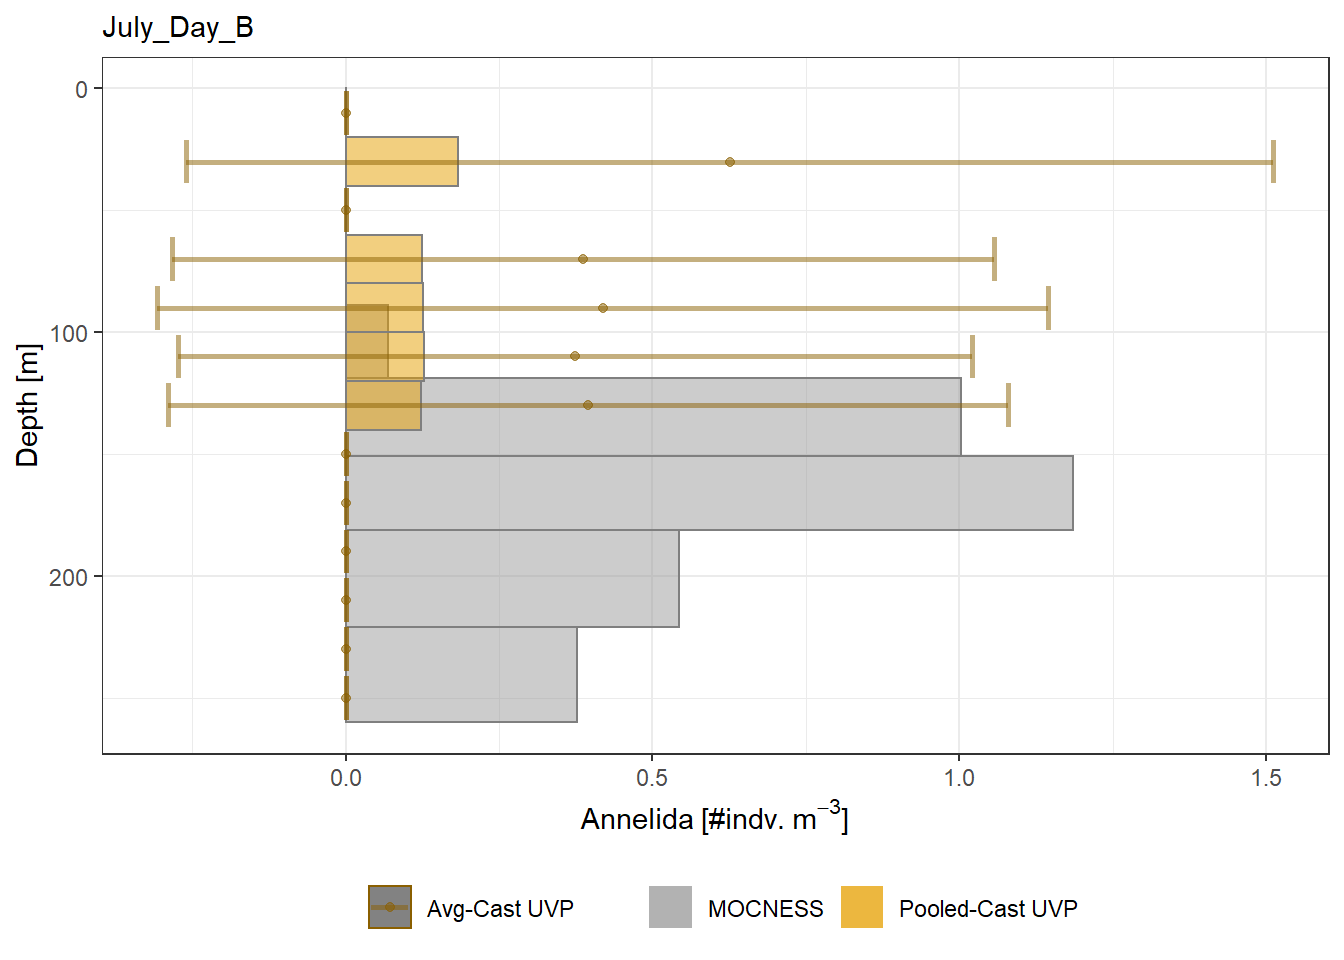 July_Day_B
0
100
200
Depth [m]
0.0 0.5 1.0 1.5
Annelida [#indv. m⁻³]
Avg-Cast UVP MOCNESS Pooled-Cast UVP